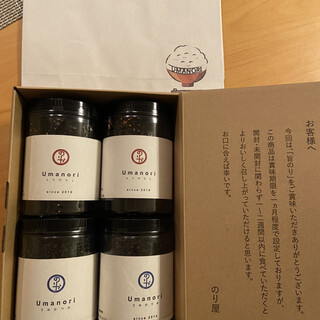 UMANORI
お客様へ
今回は、「旨のり」をご賞味いただきありがとうございます。
この商品は賞味期限を一ヵ月程度で設定しておりますが、
開封・未開封に関わらず一〜二週間以内に食べていただくと
よりおいしく召し上がっていただけると思います。
お口に合えば幸いです。
のり屋
Umanori
since 2016
Umanori
since 2016
Umanori
Umanori